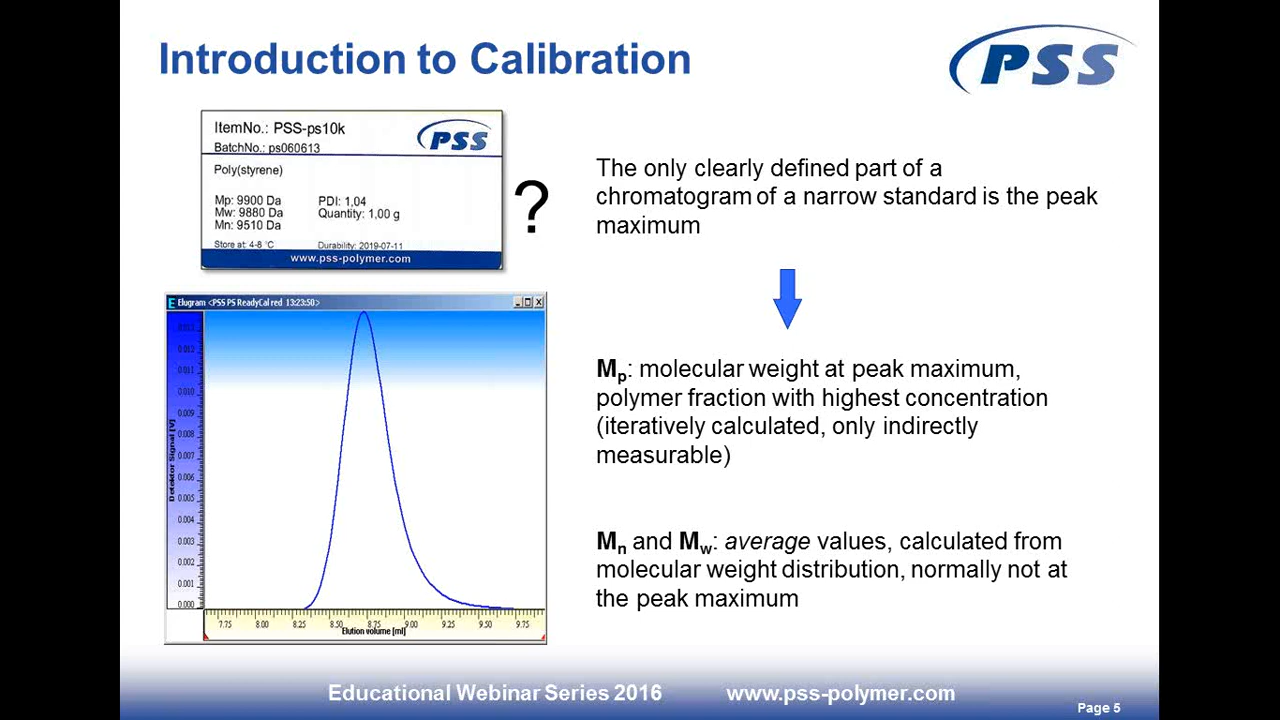 Introduction to Calibration
PSS
ItemNo.: PSS-ps10k
BatchNo.: ps060613
PSS
Poly(styrene)
Mp: 9900 Da
PDI: 1,04
Mw: 9880 Da
Quantity: 1,00 g
Mn: 9510 Da
Store at: 4-8 °C
Durability: 2019-07-11
www.pss-polymer.com
?
The only clearly defined part of a
chromatogram of a narrow standard is the peak
maximum
Elugram <PSS PS ReadyCal red 13:23:50>
0.013
0.012
0.011
0.010
0.009
0.008
0.007
0.006
0.005
0.004
0.003
0.002
0.001
0.000
Detektor Signal [V]
7.75 8.00 8.25 8.50 8.75 9.00 9.25 9.50 9.75
Elution volume [ml]
Mp: molecular weight at peak maximum,
polymer fraction with highest concentration
(iteratively calculated, only indirectly
measurable)
Mn and Mw: average values, calculated from
molecular weight distribution, normally not at
the peak maximum
Educational Webinar Series 2016
www.pss-polymer.com
Page 5